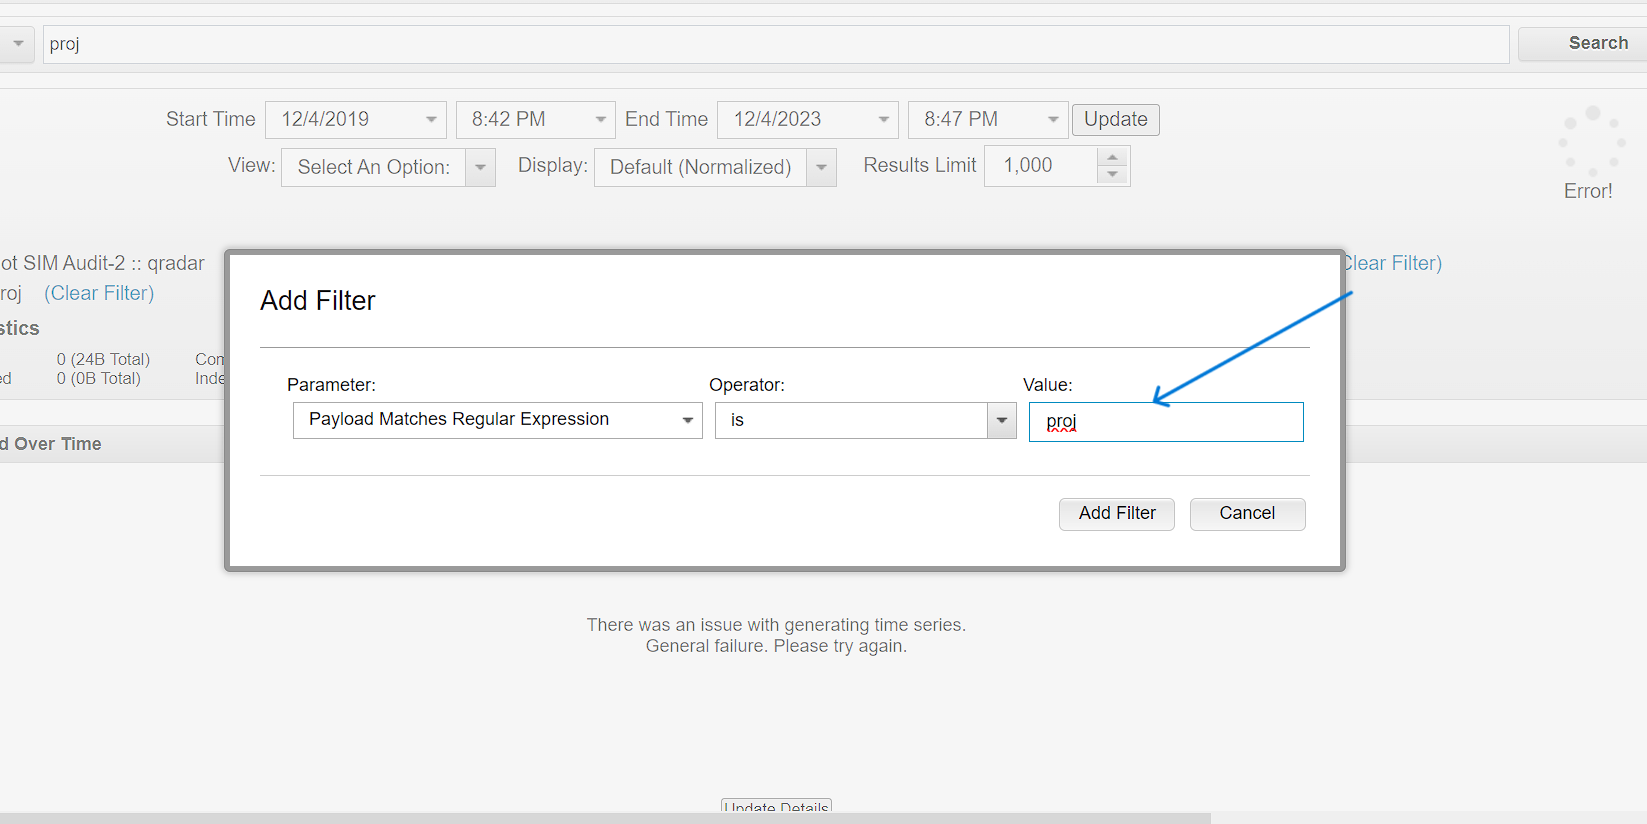 proj
Search
Start Time 12/4/2019 8:42 PM End Time 12/4/2023 8:47 PM Update
View: Select An Option: Display: Default (Normalized) Results Limit 1,000
Error!
ot SIM Audit-2 :: qradar
Clear Filter)
roj (Clear Filter)
stics
0 (24B Total) Com
ed 0 (0B Total) Inde
d Over Time
Add Filter
Parameter: Operator: Value:
Payload Matches Regular Expression is proj
Add Filter Cancel
There was an issue with generating time series.
General failure. Please try again.
Update Details